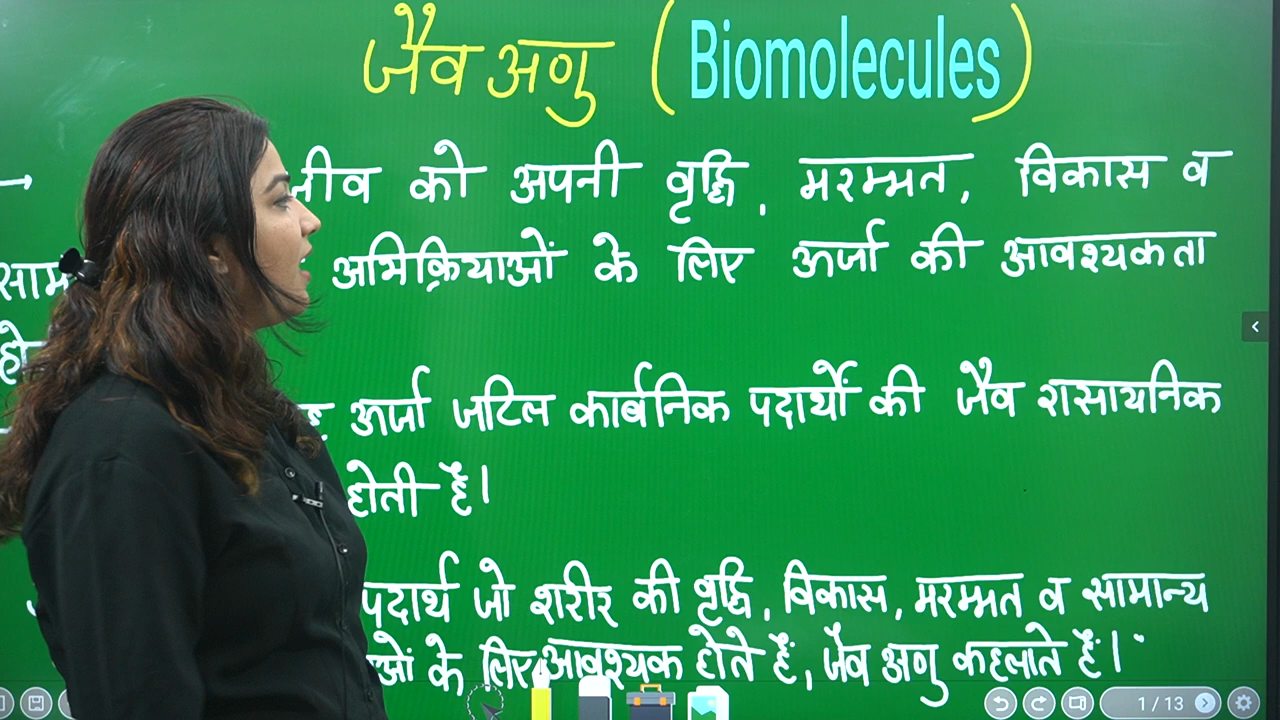 जैव अणु (Biomolecules)
→ जीव को अपनी वृद्धि, मरम्मत, विकास व
अभिक्रियाओं के लिए ऊर्जा की आवश्यकता
ऊर्जा जटिल कार्बनिक पदार्थों की जैव रासायनिक
होती है।
पदार्थ जो शरीर की वृद्धि, विकास, मरम्मत व सामान्य
के लिए आवश्यक होते हैं, जैव अणु कहलाते हैं।
1/13